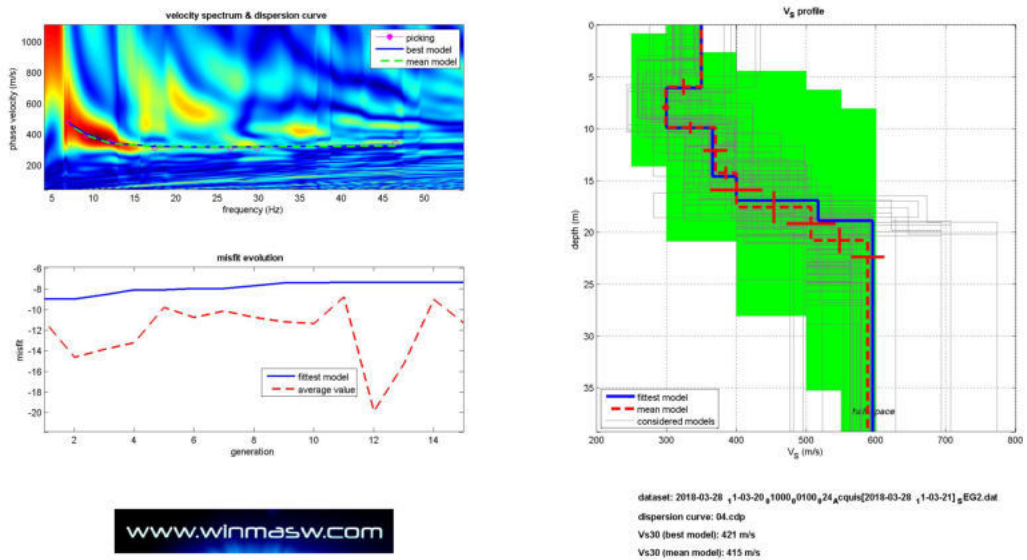 velocity spectrum & dispersion curve
phase velocity (m/s)
1000
800
600
400
200
picking
best model
mean model
5 10 15 20 25 30 35 40 45 50
frequency (Hz)
misfit evolution
misfit
-6
-8
-10
-12
-14
-16
-18
-20
fittest model
average value
2 4 6 8 10 12 14
generation
www.winmasw.com
VS profile
depth (m)
0
5
10
15
20
25
30
35
fittest model
mean model
considered models
200 300 400 500 600 700 800
VS (m/s)
dataset: 2018-03-28
dispersion curve: 04.cdp
Vs30 (best model): 421 m/s
Vs30 (mean model): 415 m/s